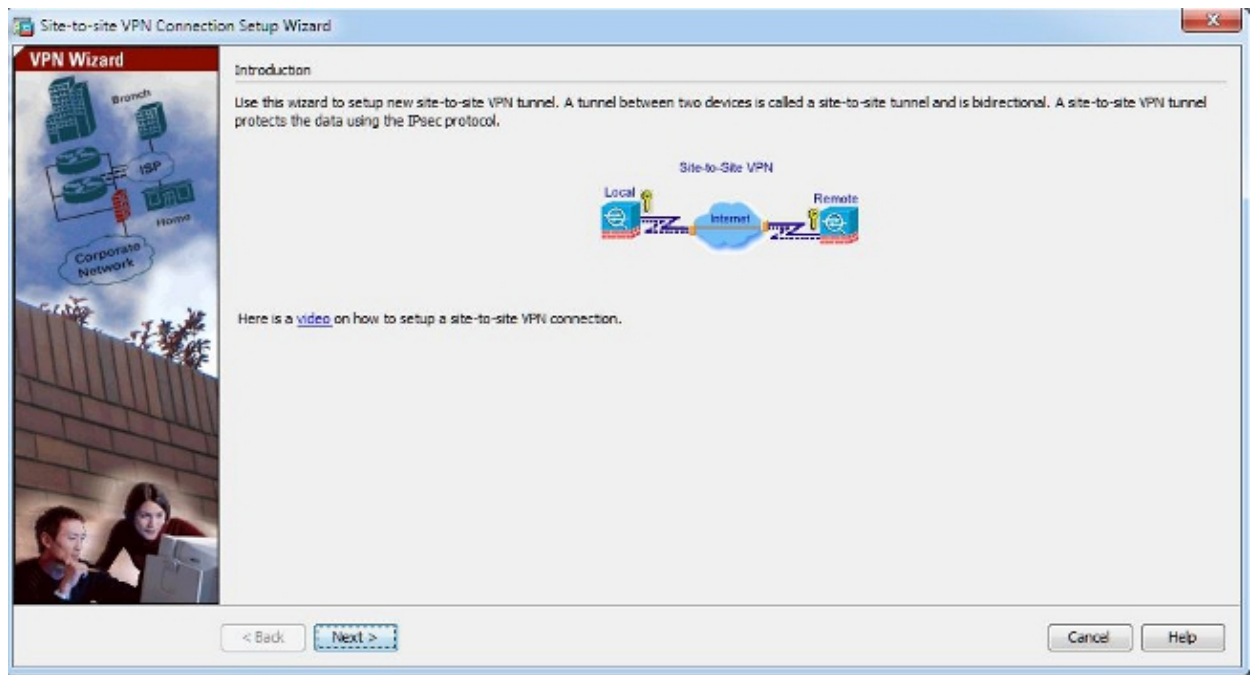 Site-to-site VPN Connection Setup Wizard
X
VPN Wizard
Branch
ISP
Home
Corporate
Network
Introduction
Use this wizard to setup new site-to-site VPN tunnel. A tunnel between two devices is called a site-to-site tunnel and is bidirectional. A site-to-site VPN tunnel
protects the data using the IPsec protocol.
Site-to-Site VPN
Local
Internet
Remote
Here is a video on how to setup a site-to-site VPN connection.
< Back
Next >
Cancel
Help